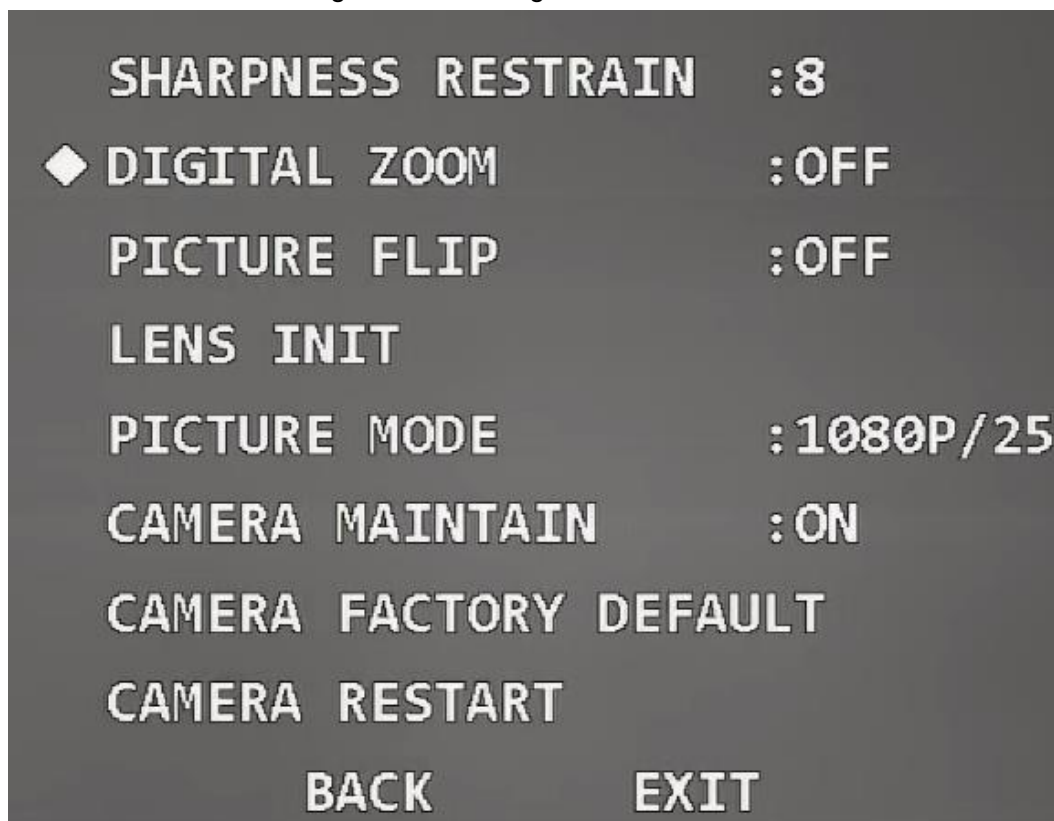 SHARPNESS RESTRAIN :8
DIGITAL ZOOM :OFF
PICTURE FLIP :OFF
LENS INIT
PICTURE MODE :1080P/25
CAMERA MAINTAIN :ON
CAMERA FACTORY DEFAULT
CAMERA RESTART
BACK EXIT